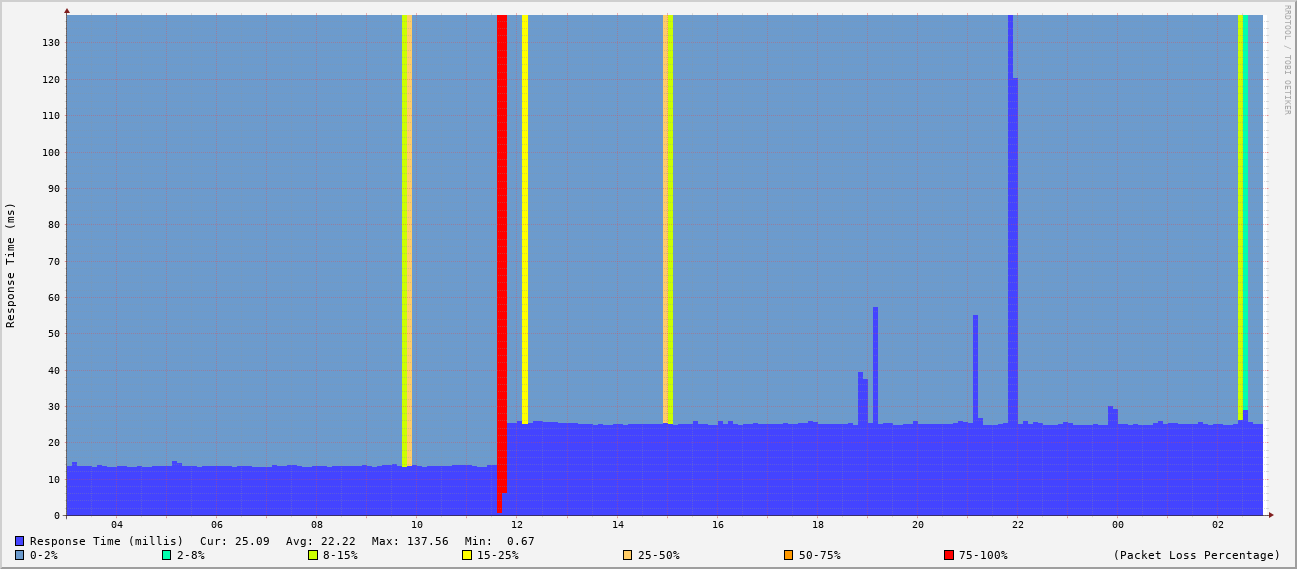 RRDTOOL / TOBI OETIKER
Response Time (ms)
130
120
110
100
90
80
70
60
50
40
30
20
10
0
04 06 08 10 12 14 16 18 20 22 00 02
Response Time (millis) Cur: 25.09 Avg: 22.22 Max: 137.56 Min: 0.67
0-2% 2-8% 8-15% 15-25% 25-50% 50-75% 75-100% (Packet Loss Percentage)